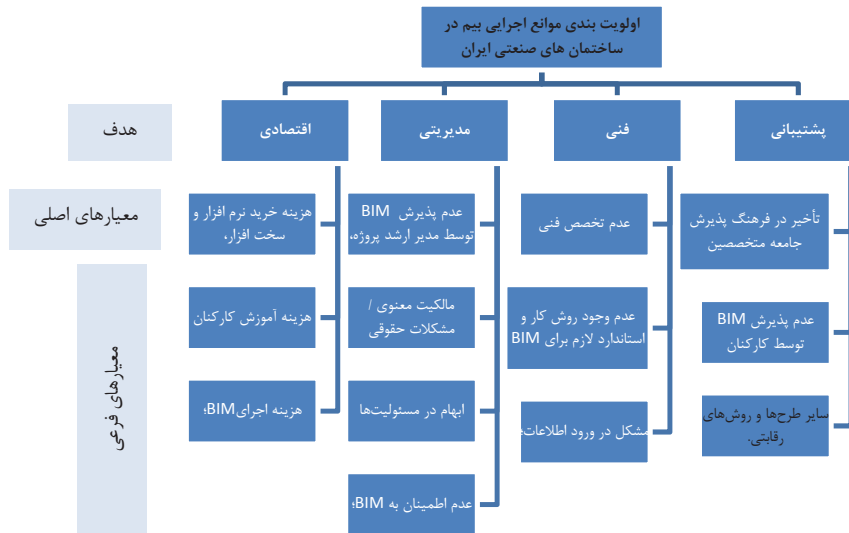 اولویت بندی موانع اجرایی بیم در
ساختمان های صنعتی ایران
هدف
پشتیبانی
فنی
مدیریتی
اقتصادی
معیارهای اصلی
معیارهای فرعی
تأخیر در فرهنگ پذیرش
جامعه متخصصین
عدم پذیرش BIM
توسط کارکنان
سایر طرح‌ها و روش‌های
رقابتی.
عدم تخصص فنی
عدم وجود روش کار و
استاندارد لازم برای BIM
مشکل در ورود اطلاعات؛
عدم پذیرش BIM
توسط مدیر ارشد پروژه،
مالکیت معنوی /
مشکلات حقوقی
ابهام در مسئولیت‌ها
عدم اطمینان به BIM؛
هزینه خرید نرم افزار و
سخت افزار،
هزینه آموزش کارکنان
هزینه اجرای BIM؛